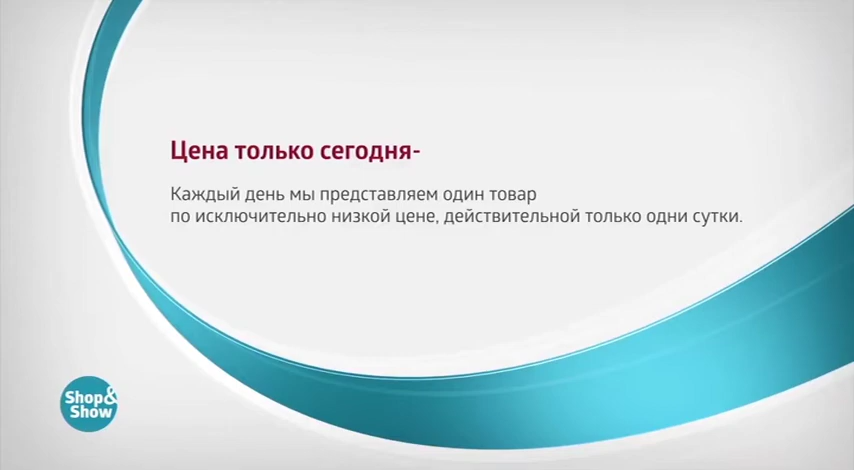 Цена только сегодня-
Каждый день мы представляем один товар
по исключительно низкой цене, действительной только одни сутки.
Shop&
Show